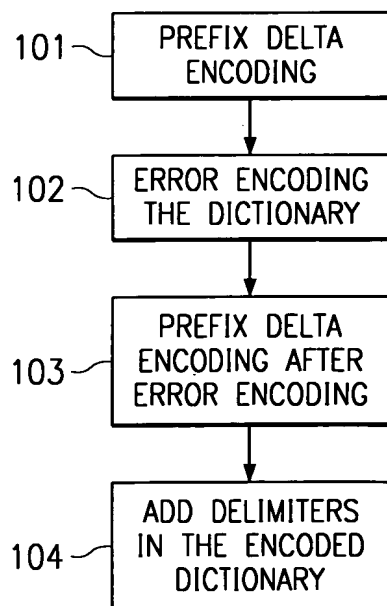 101
PREFIX DELTA
ENCODING
102
ERROR ENCODING
THE DICTIONARY
103
PREFIX DELTA
ENCODING AFTER
ERROR ENCODING
104
ADD DELIMITERS
IN THE ENCODED
DICTIONARY